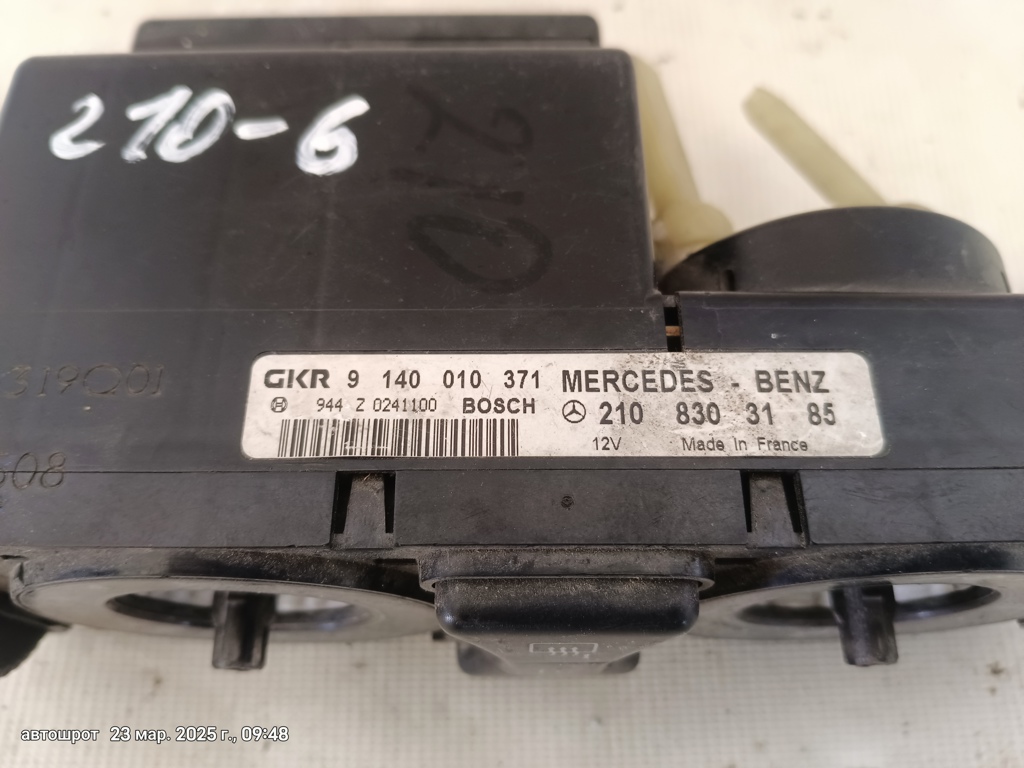 210-6
210
319Q01
GKR 9 140 010 371 MERCEDES - BENZ
944 Z 0241100 BOSCH 210 830 31 85
12V Made In France
автошрот 23 мар. 2025 г., 09:48